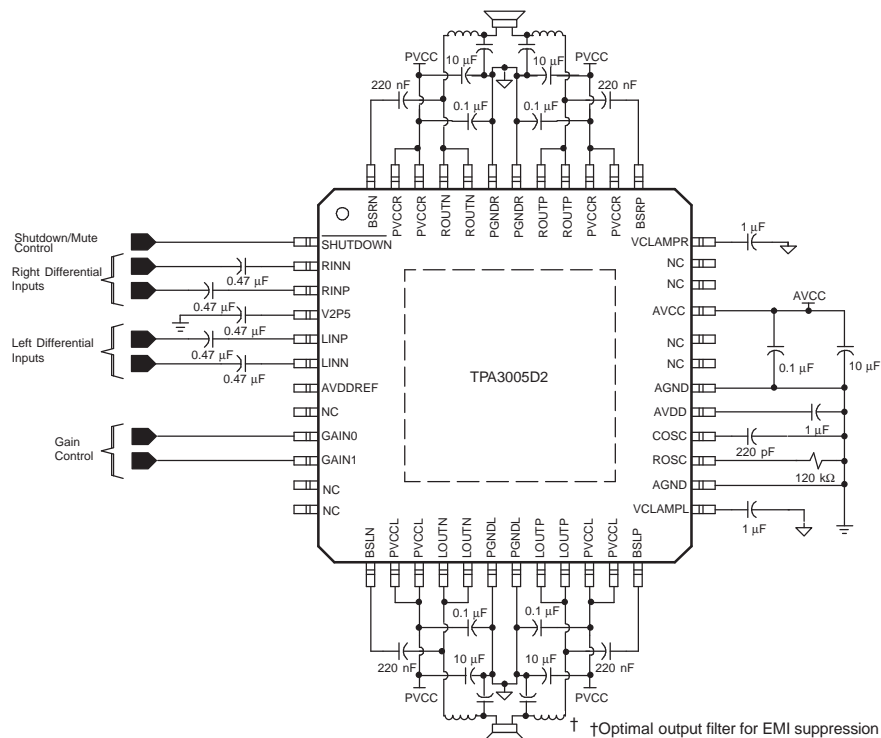 PVCC
10 µF
10 µF
PVCC
220 nF
220 nF
0.1 µF
0.1 µF
BSRN
PVCCR
PVCCR
ROUTN
ROUTN
PGNDR
PGNDR
ROUTP
ROUTP
PVCCR
PVCCR
BSRP
Shutdown/Mute
Control
SHUTDOWN
VCLAMPR
1 µF
Right Differential
Inputs
RINN
0.47 µF
NC
RINP
0.47 µF
NC
V2P5
0.47 µF
AVCC
AVCC
Left Differential
Inputs
LINP
0.47 µF
NC
LINN
0.47 µF
NC
0.1 µF
10 µF
TPA3005D2
AVDDREF
AGND
NC
AVDD
1 µF
Gain
Control
GAIN0
COSC
220 pF
GAIN1
ROSC
120 kΩ
NC
AGND
NC
VCLAMPL
1 µF
BSLN
PVCCL
PVCCL
LOUTN
LOUTN
PGNDL
PGNDL
LOUTP
LOUTP
PVCCL
PVCCL
BSLP
0.1 µF
0.1 µF
220 nF
10 µF
10 µF
220 nF
PVCC
PVCC
† †Optimal output filter for EMI suppression